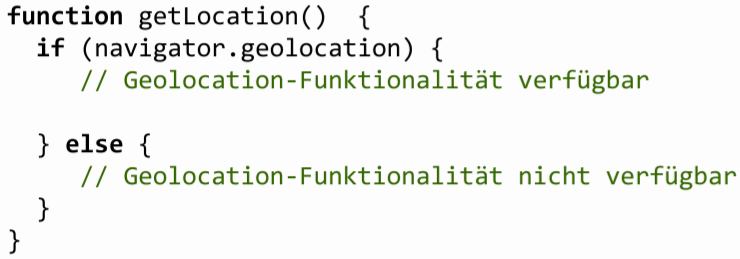 function getLocation()  {
  if (navigator.geolocation) {
     // Geolocation-Funktionalität verfügbar

  } else {
     // Geolocation-Funktionalität nicht verfügbar
  }
}